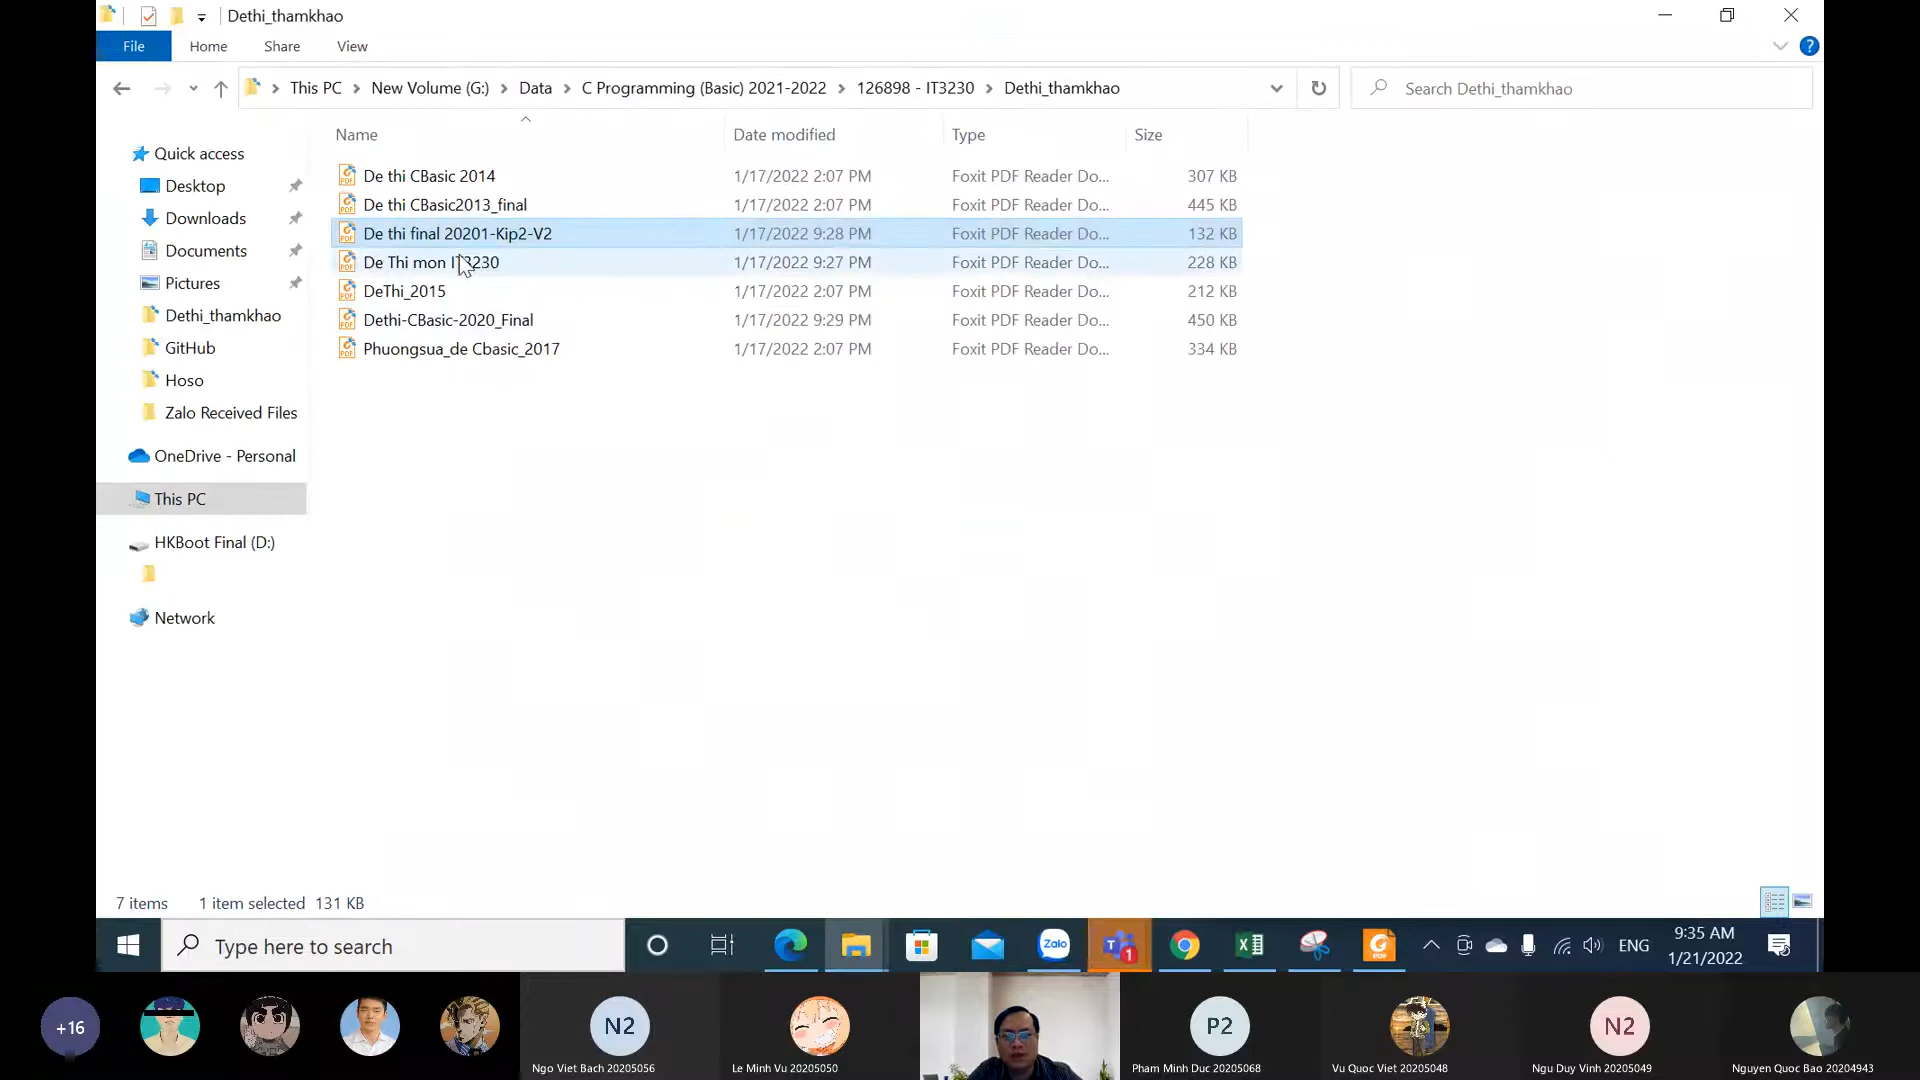 Dethi_thamkhao
File Home Share View
This PC New Volume (G:) Data C Programming (Basic) 2021-2022 126898 - IT3230 Dethi_thamkhao
Search Dethi_thamkhao
Name Date modified Type Size
Quick access
Desktop
Downloads
Documents
Pictures
Dethi_thamkhao
GitHub
Hoso
Zalo Received Files
OneDrive - Personal
This PC
HKBoot Final (D:)
Network
De thi CBasic 2014 1/17/2022 2:07 PM Foxit PDF Reader Do... 307 KB
De thi CBasic2013_final 1/17/2022 2:07 PM Foxit PDF Reader Do... 445 KB
De thi final 20201-Kip2-V2 1/17/2022 9:28 PM Foxit PDF Reader Do... 132 KB
De Thi mon IT3230 1/17/2022 9:27 PM Foxit PDF Reader Do... 228 KB
DeThi_2015 1/17/2022 2:07 PM Foxit PDF Reader Do... 212 KB
Dethi-CBasic-2020_Final 1/17/2022 9:29 PM Foxit PDF Reader Do... 450 KB
Phuongsua_de Cbasic_2017 1/17/2022 2:07 PM Foxit PDF Reader Do... 334 KB
7 items 1 item selected 131 KB
Type here to search
Zalo
1
ENG
9:35 AM
1/21/2022
+16
N2
P2
N2
Ngo Viet Bach 20205056
Le Minh Vu 20205050
Pham Minh Duc 20205068
Vu Quoc Viet 20205048
Ngu Duy Vinh 20205049
Nguyen Quoc Bao 20204943